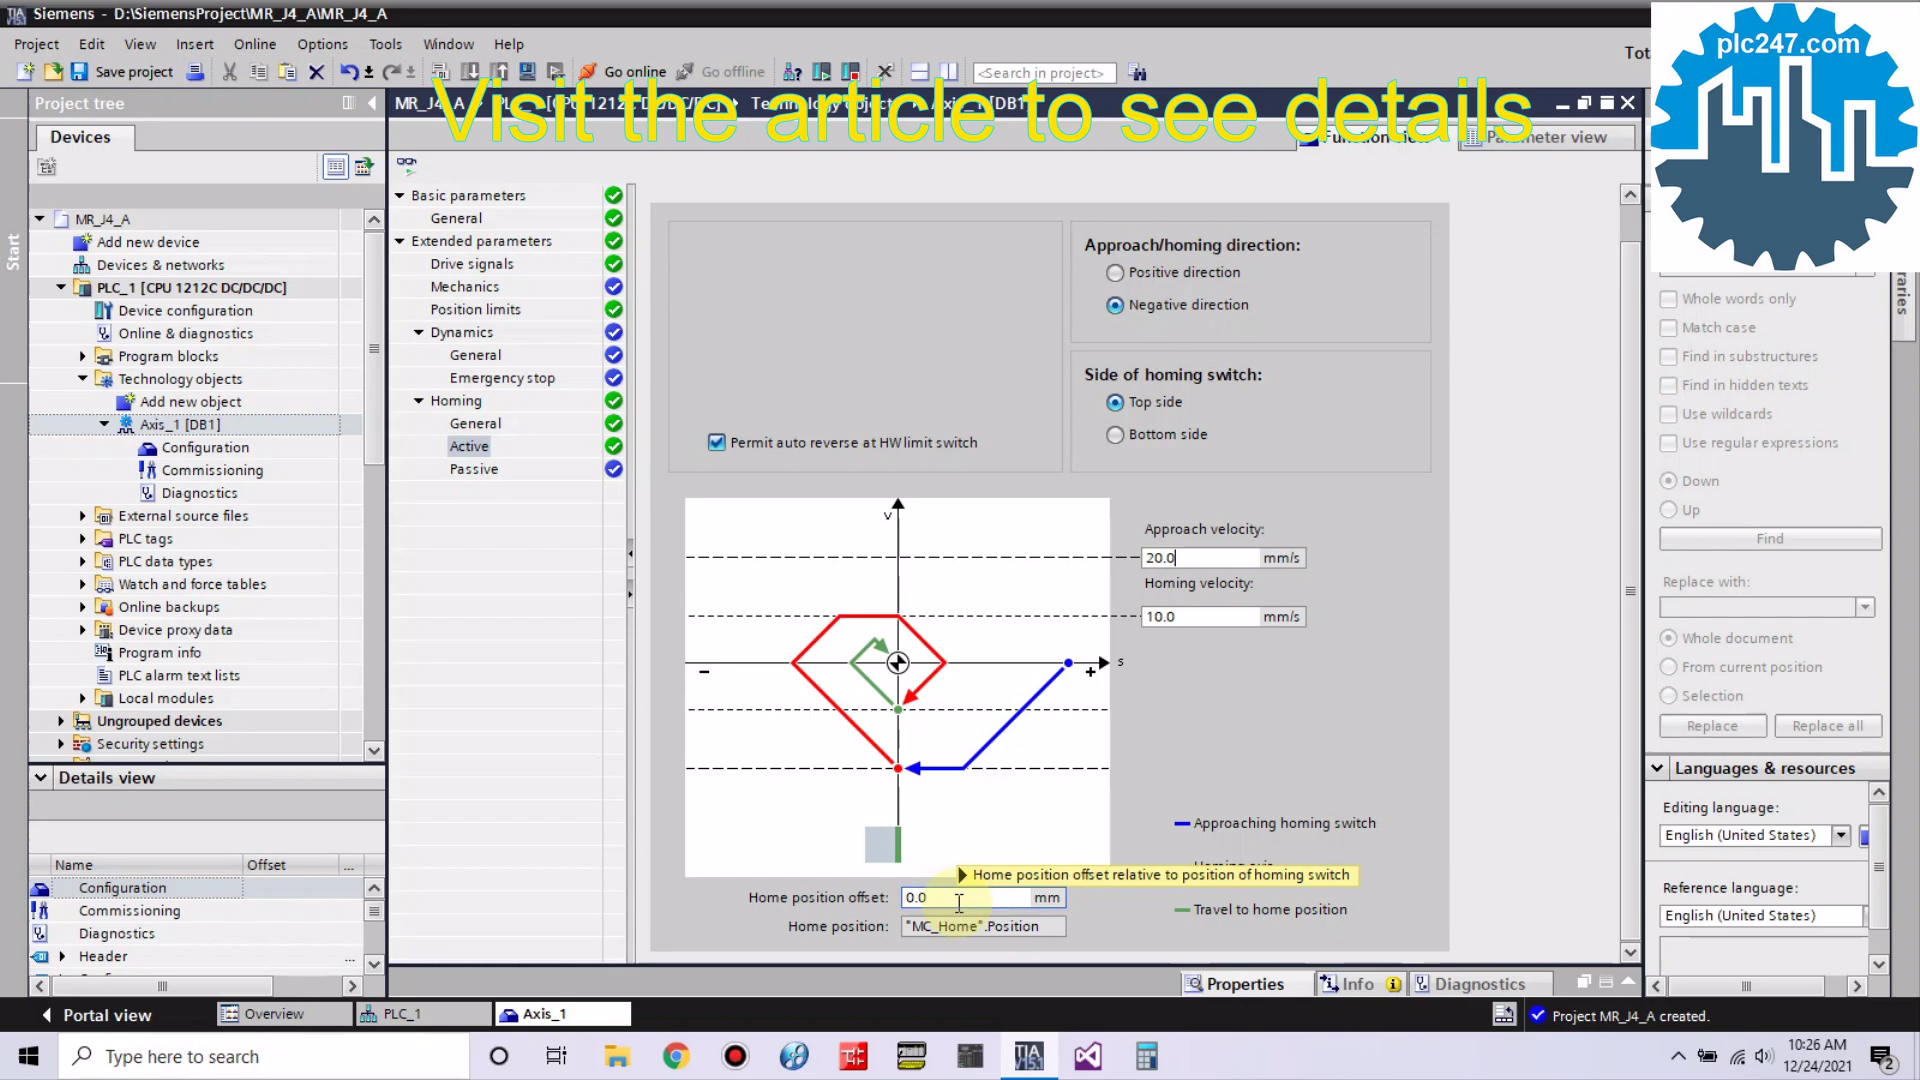 Siemens - D:\SiemensProject\MR_J4_A\MR_J4_A
Project Edit View Insert Online Options Tools Window Help
Save project
Go online
Go offline
<Search in project>
Tot
plc247.com
Visit the article to see details
Project tree
Devices
Start
MR_J4_A
Add new device
Devices & networks
PLC_1 [CPU 1212C DC/DC/DC]
Device configuration
Online & diagnostics
Program blocks
Technology objects
Add new object
Axis_1 [DB1]
Configuration
Commissioning
Diagnostics
External source files
PLC tags
PLC data types
Watch and force tables
Online backups
Device proxy data
Program info
PLC alarm text lists
Local modules
Ungrouped devices
Security settings
Details view
Name Offset ...
Configuration
Commissioning
Diagnostics
Header ...
Parameter view
Basic parameters
General
Extended parameters
Drive signals
Mechanics
Position limits
Dynamics
General
Emergency stop
Homing
General
Active
Passive
Permit auto reverse at HW limit switch
Approach/homing direction:
Positive direction
Negative direction
Side of homing switch:
Top side
Bottom side
v
s
−
+
Approach velocity:
20.0 mm/s
Homing velocity:
10.0 mm/s
Approaching homing switch
Home position offset relative to position of homing switch
Travel to home position
Home position offset: 0.0 mm
Home position: "MC_Home".Position
Properties
Info
Diagnostics
Whole words only
Match case
Find in substructures
Find in hidden texts
Use wildcards
Use regular expressions
Down
Up
Find
Replace with:
Whole document
From current position
Selection
Replace Replace all
Languages & resources
Editing language:
English (United States)
Reference language:
English (United States)
raries
Portal view
Overview
PLC_1
Axis_1
Project MR_J4_A created.
Type here to search
TIA
V15.1
10:26 AM
12/24/2021
2